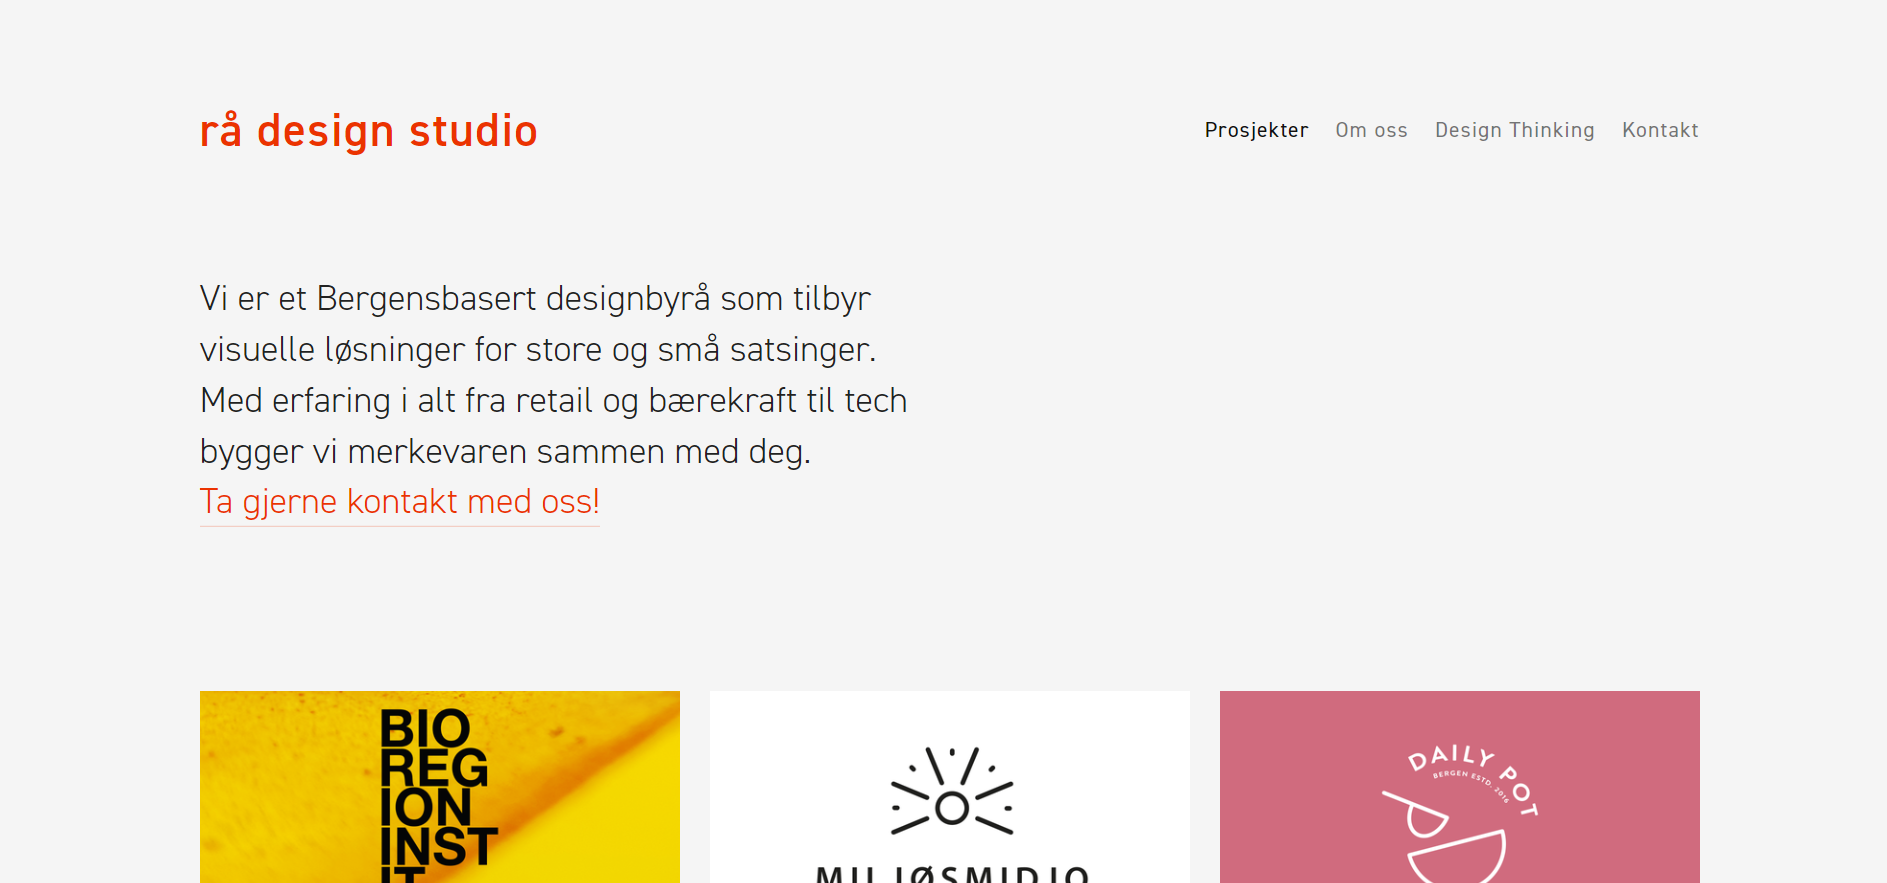 rå design studio
Prosjekter Om oss Design Thinking Kontakt
Vi er et Bergensbasert designbyrå som tilbyr
visuelle løsninger for store og små satsinger.
Med erfaring i alt fra retail og bærekraft til tech
bygger vi merkevaren sammen med deg.
Ta gjerne kontakt med oss!
BIO
REG
ION
INST
IT
DAILY POT
BERGEN ESTD. 2016